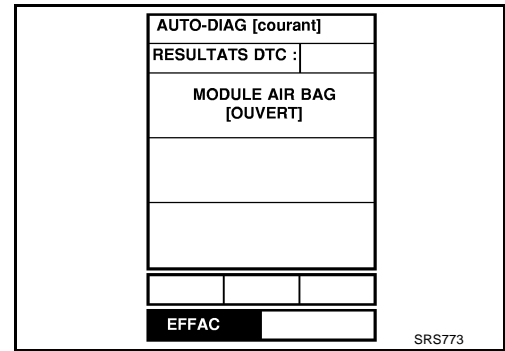 AUTO-DIAG [courant]
RESULTATS DTC :
MODULE AIR BAG
[OUVERT]
EFFAC
SRS773